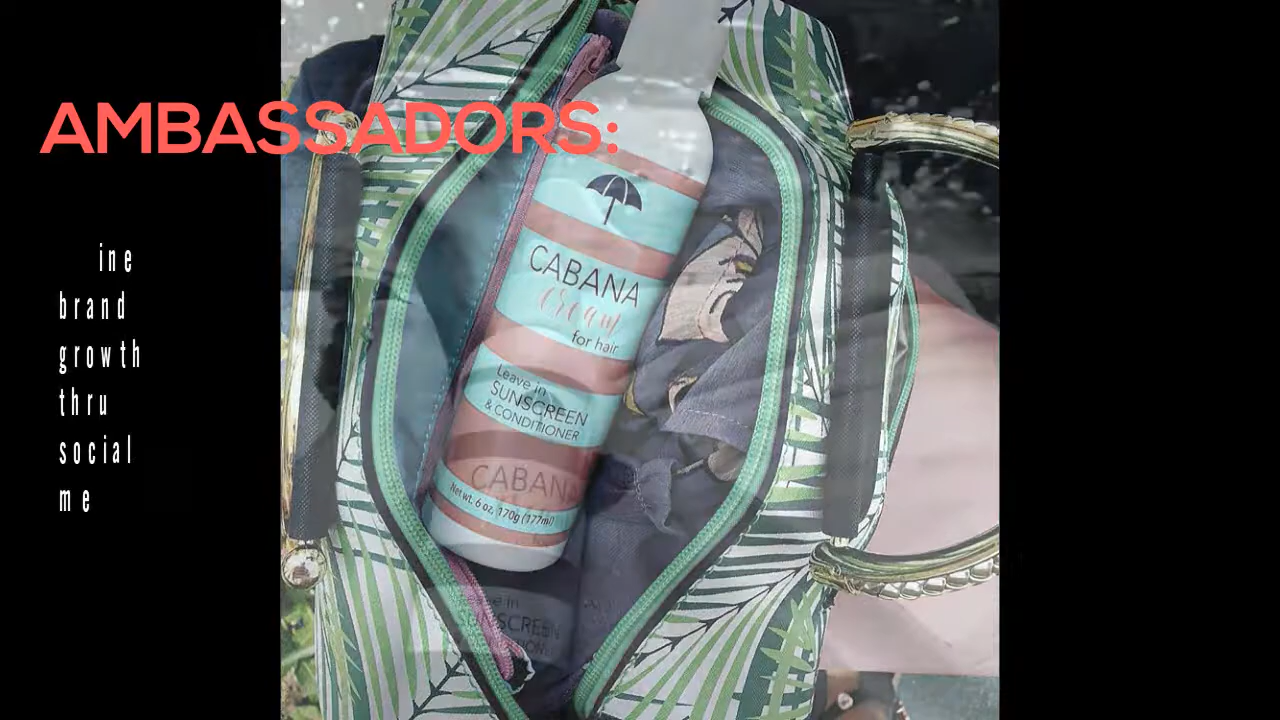 AMBASSADORS:
ine
brand
growth
thru
social
me
CABANA
cream
for hair
Leave in
SUNSCREEN
& CONDITIONER
CABANA
Net wt. 6 oz, 170g (177ml)
SUNSCREEN